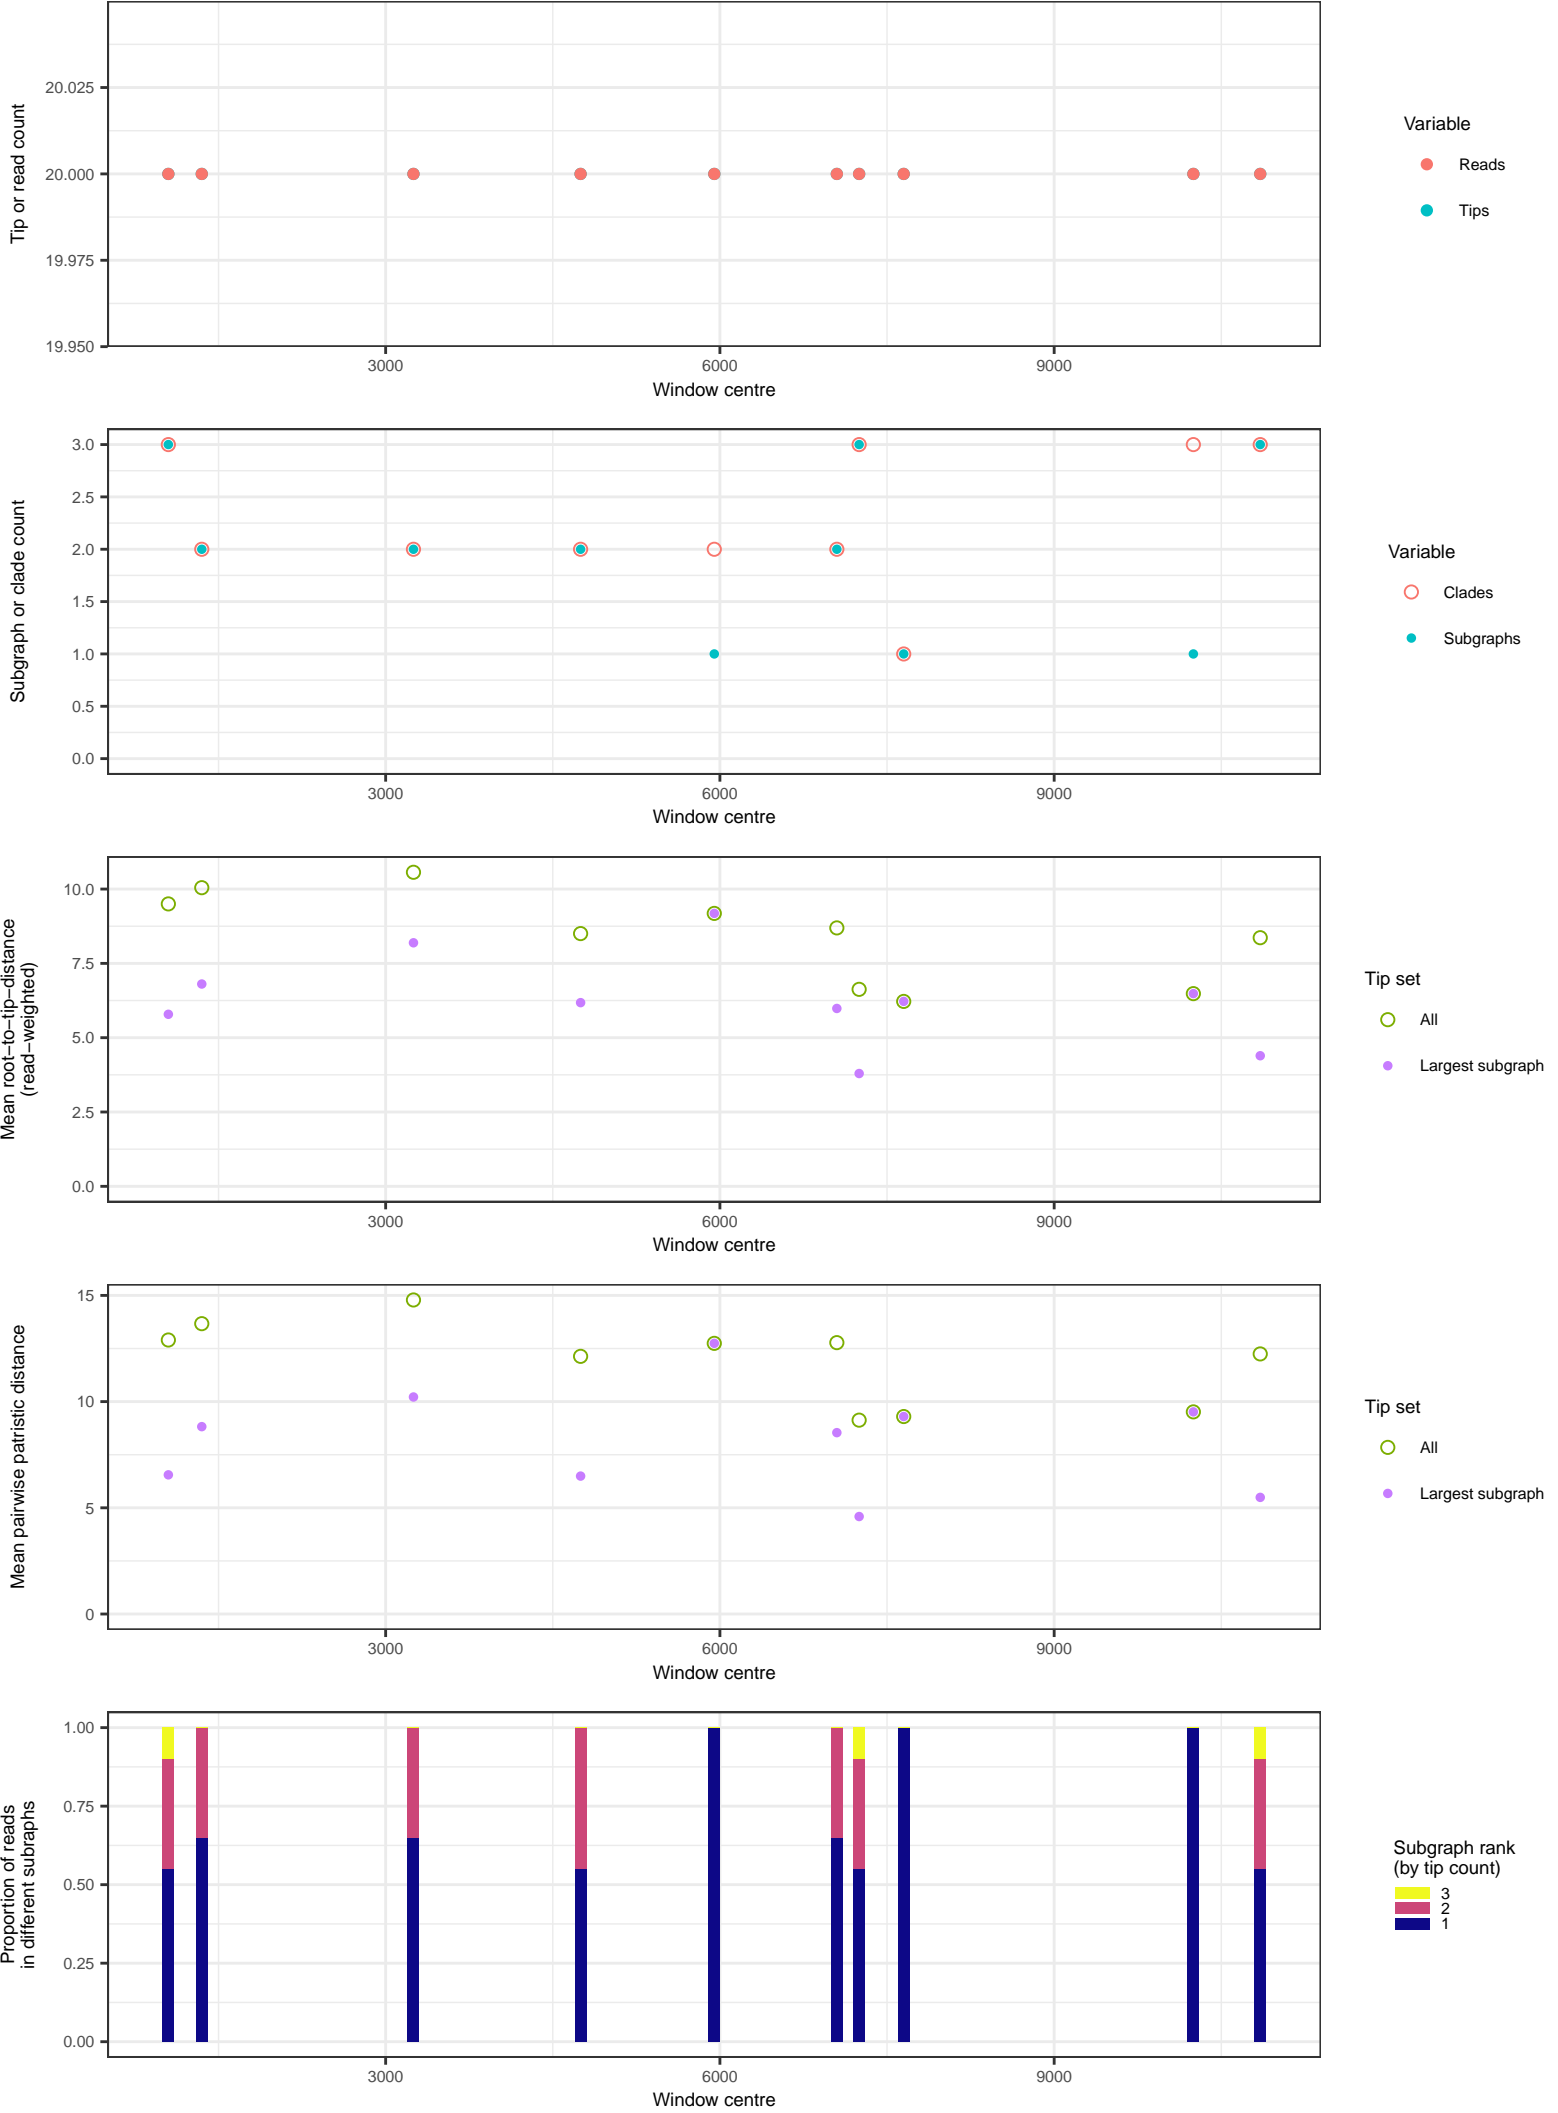 Tip or read count
20.025
20.000
19.975
19.950
3000
6000
9000
Window centre
Variable
Reads
Tips
Subgraph or clade count
3.0
2.5
2.0
1.5
1.0
0.5
0.0
3000
6000
9000
Window centre
Variable
Clades
Subgraphs
Mean root−to−tip−distance
(read−weighted)
10.0
7.5
5.0
2.5
0.0
3000
6000
9000
Window centre
Tip set
All
Largest subgraph
Mean pairwise patristic distance
15
10
5
0
3000
6000
9000
Window centre
Tip set
All
Largest subgraph
Proportion of reads
in different subraphs
1.00
0.75
0.50
0.25
0.00
3000
6000
9000
Window centre
Subgraph rank
(by tip count)
3
2
1